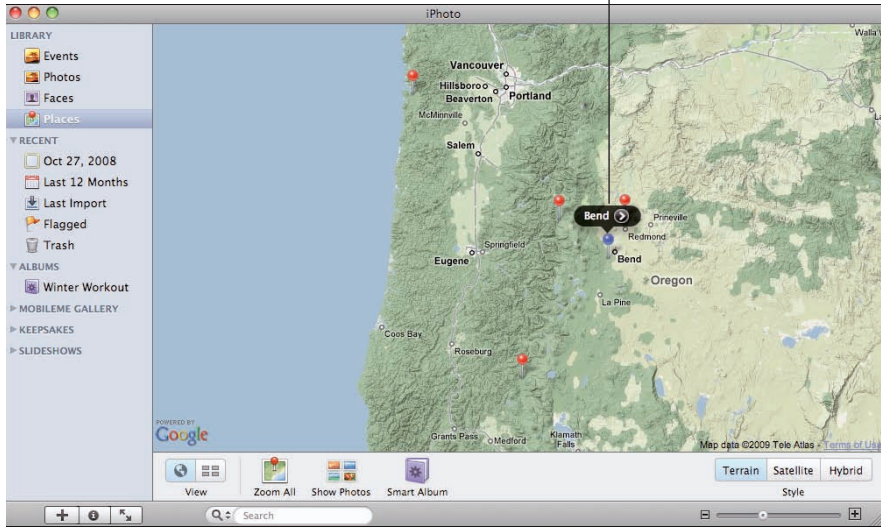 iPhoto
LIBRARY
Events
Photos
Faces
Places
RECENT
Oct 27, 2008
Last 12 Months
Last Import
Flagged
Trash
ALBUMS
Winter Workout
MOBILEME GALLERY
KEEPSAKES
SLIDESHOWS
Walla
Vancouver
Hillsboro
Beaverton
Portland
McMinnville
Salem
Bend
Prineville
Redmond
Springfield
Eugene
Bend
Oregon
La Pine
Coos Bay
Roseburg
Grants Pass
Medford
Klamath
Falls
POWERED BY
Google
Map data ©2009 Tele Atlas - Terms of Use
View
Zoom All
Show Photos
Smart Album
Terrain
Satellite
Hybrid
Style
Search